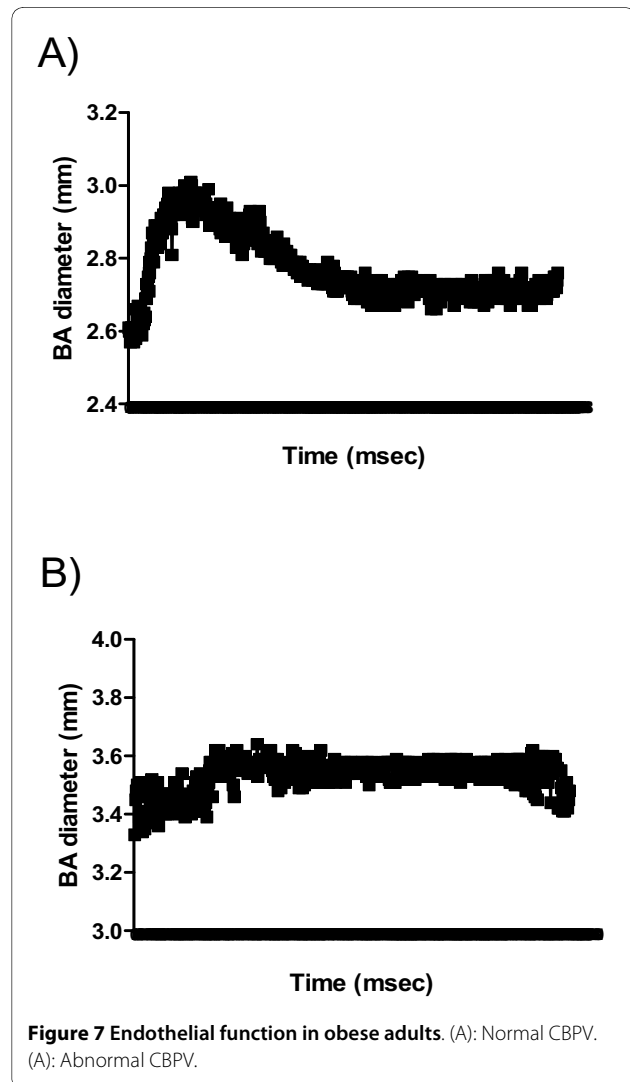 A)
3.2
3.0
2.8
2.6
2.4
BA diameter (mm)
Time (msec)
B)
4.0
3.8
3.6
3.4
3.2
3.0
BA diameter (mm)
Time (msec)
Figure 7 Endothelial function in obese adults. (A): Normal CBPV.
(A): Abnormal CBPV.